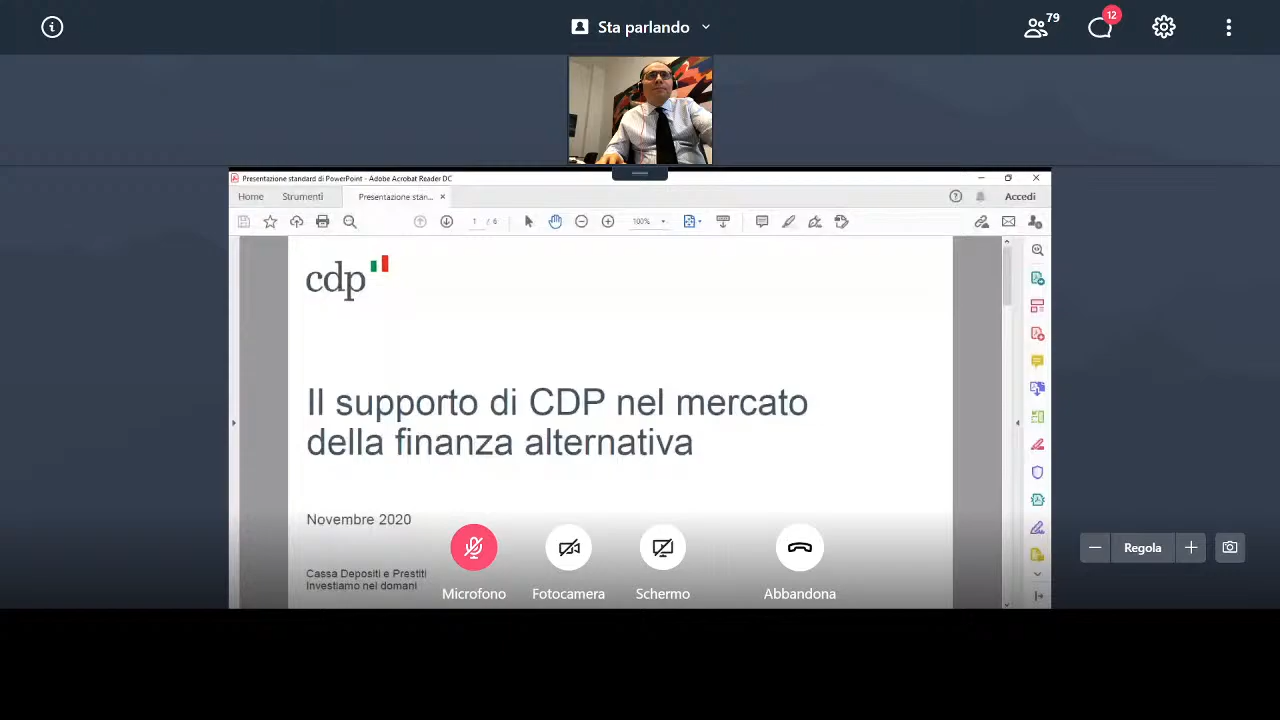 Sta parlando
79
12
Presentazione standard di PowerPoint - Adobe Acrobat Reader DC
Home
Strumenti
Presentazione stan...
Accedi
1 / 6
100%
cdp
Il supporto di CDP nel mercato
della finanza alternativa
Novembre 2020
Cassa Depositi e Prestiti
Investiamo nel domani
Regola
Microfono
Fotocamera
Schermo
Abbandona